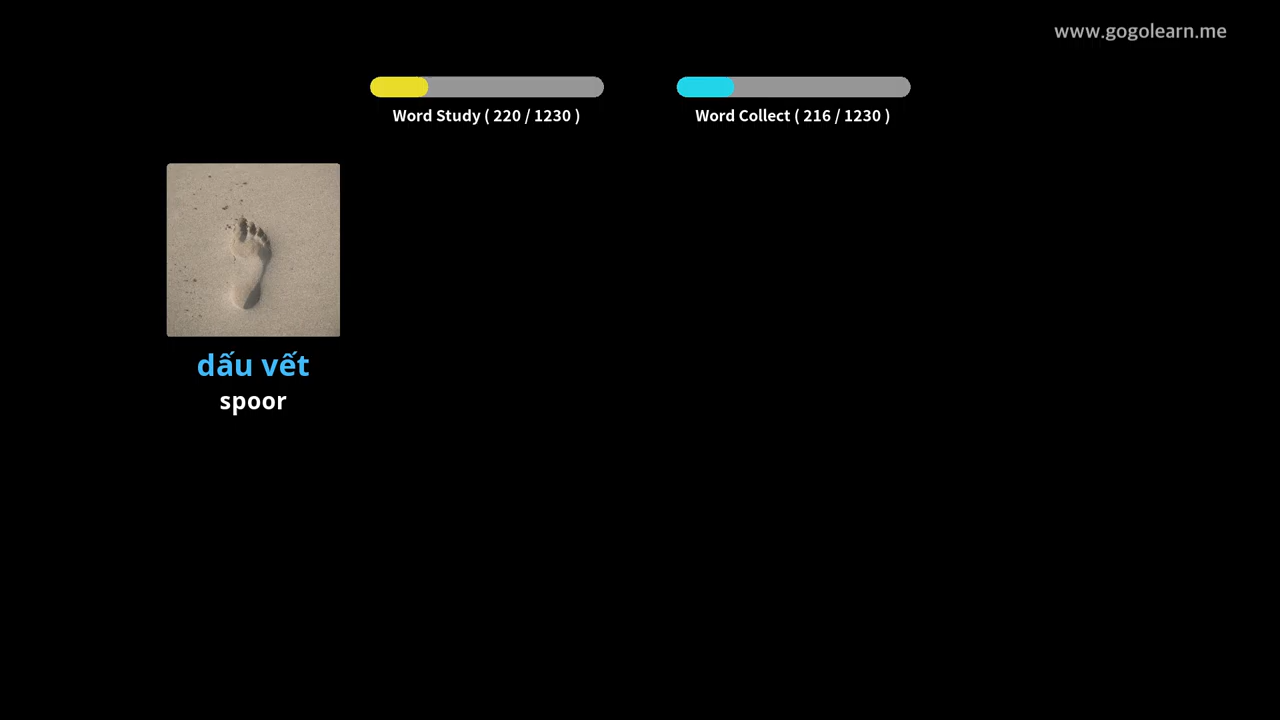 www.gogolearn.me
Word Study ( 220 / 1230 )
Word Collect ( 216 / 1230 )
dấu vết
spoor